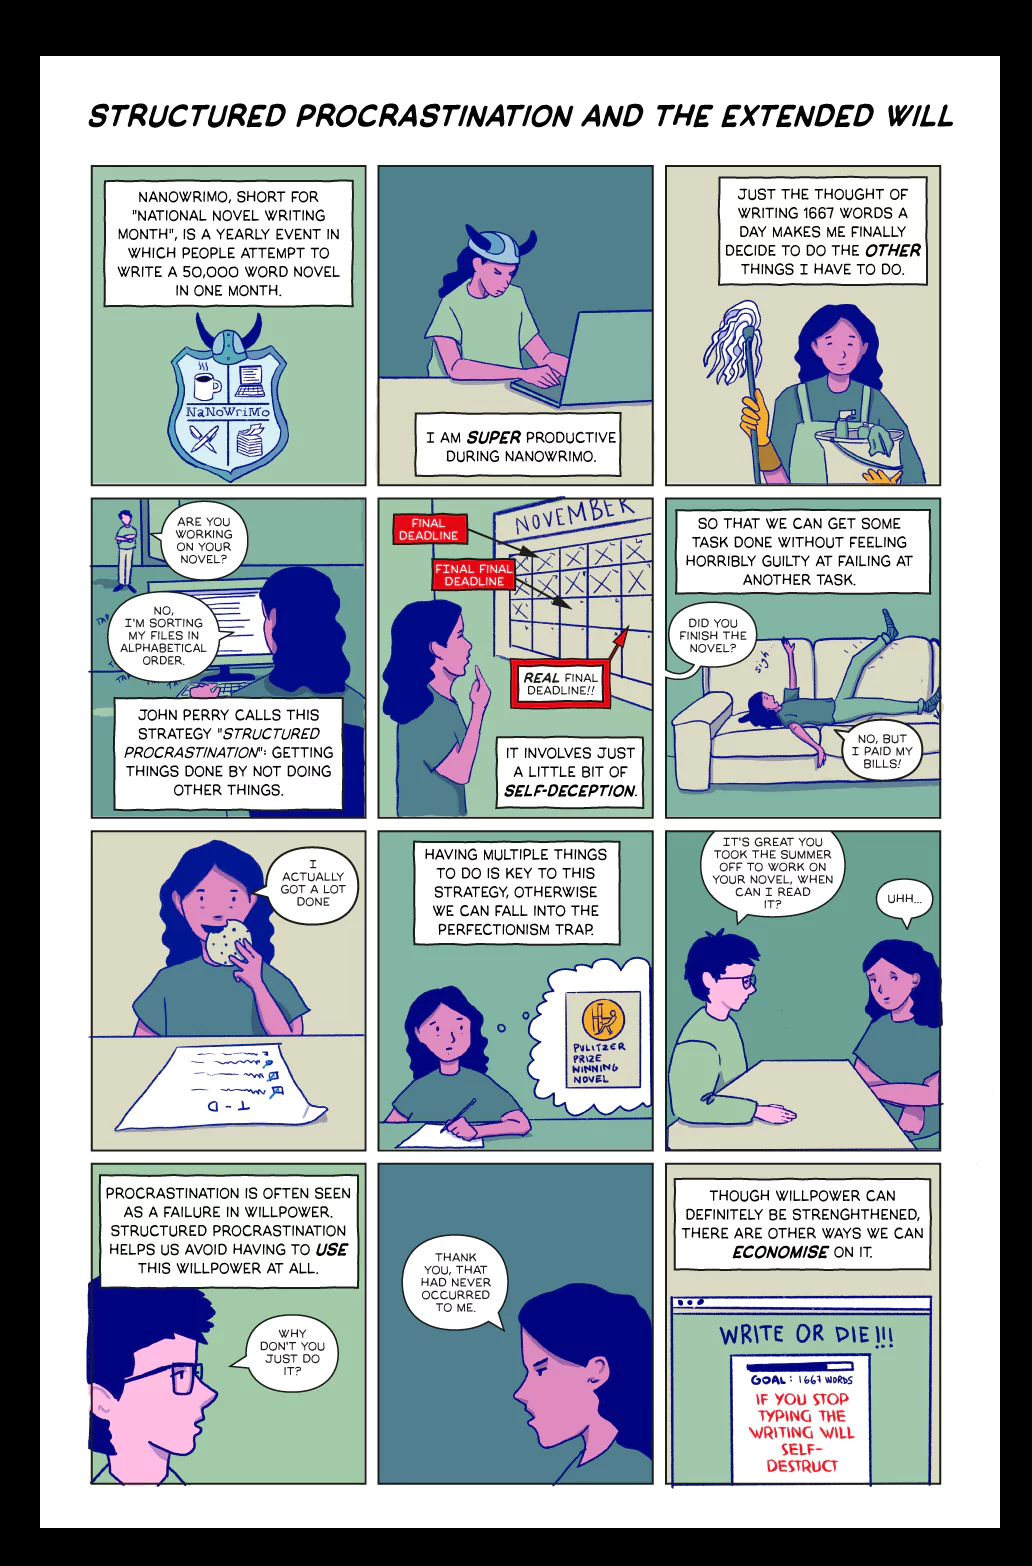 STRUCTURED PROCRASTINATION AND THE EXTENDED WILL
NANOWRIMO, SHORT FOR
"NATIONAL NOVEL WRITING
MONTH", IS A YEARLY EVENT IN
WHICH PEOPLE ATTEMPT TO
WRITE A 50,000 WORD NOVEL
IN ONE MONTH.
NaNoWriMo
I AM SUPER PRODUCTIVE
DURING NANOWRIMO.
JUST THE THOUGHT OF
WRITING 1667 WORDS A
DAY MAKES ME FINALLY
DECIDE TO DO THE OTHER
THINGS I HAVE TO DO.
ARE YOU
WORKING
ON YOUR
NOVEL?
NO,
I'M SORTING
MY FILES IN
ALPHABETICAL
ORDER.
TAP
TAP
TAP
JOHN PERRY CALLS THIS
STRATEGY "STRUCTURED
PROCRASTINATION": GETTING
THINGS DONE BY NOT DOING
OTHER THINGS.
NOVEMBER
FINAL
DEADLINE
FINAL FINAL
DEADLINE
REAL FINAL
DEADLINE!!
IT INVOLVES JUST
A LITTLE BIT OF
SELF-DECEPTION.
SO THAT WE CAN GET SOME
TASK DONE WITHOUT FEELING
HORRIBLY GUILTY AT FAILING AT
ANOTHER TASK.
DID YOU
FINISH THE
NOVEL?
sigh
NO, BUT
I PAID MY
BILLS!
I
ACTUALLY
GOT A LOT
DONE
T-D
HAVING MULTIPLE THINGS
TO DO IS KEY TO THIS
STRATEGY, OTHERWISE
WE CAN FALL INTO THE
PERFECTIONISM TRAP.
PULITZER
PRIZE
WINNING
NOVEL
IT'S GREAT YOU
TOOK THE SUMMER
OFF TO WORK ON
YOUR NOVEL, WHEN
CAN I READ
IT?
UHH...
PROCRASTINATION IS OFTEN SEEN
AS A FAILURE IN WILLPOWER.
STRUCTURED PROCRASTINATION
HELPS US AVOID HAVING TO USE
THIS WILLPOWER AT ALL.
WHY
DON'T YOU
JUST DO
IT?
THANK
YOU, THAT
HAD NEVER
OCCURRED
TO ME.
THOUGH WILLPOWER CAN
DEFINITELY BE STRENGHTHENED,
THERE ARE OTHER WAYS WE CAN
ECONOMISE ON IT.
WRITE OR DIE!!!
GOAL: 1667 WORDS
IF YOU STOP
TYPING THE
WRITING WILL
SELF-
DESTRUCT